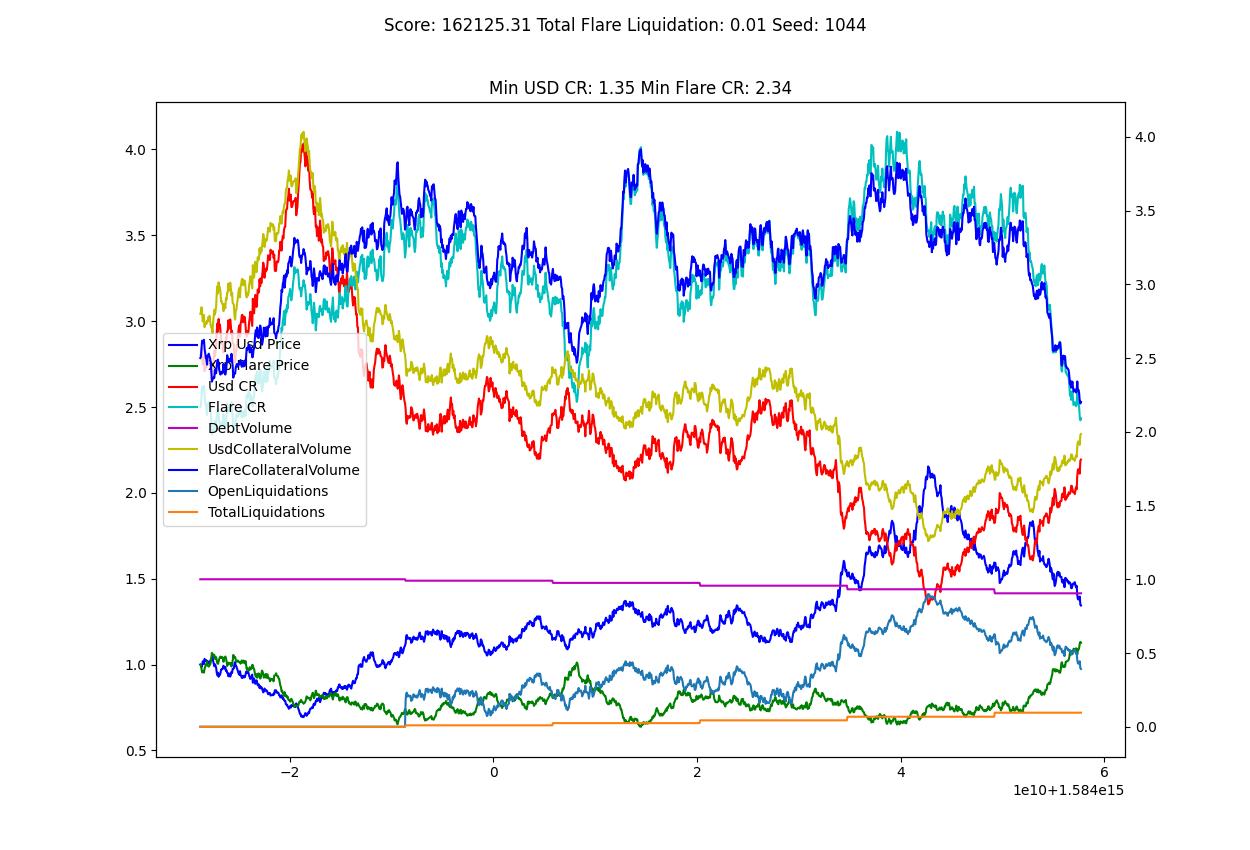 Score: 162125.31 Total Flare Liquidation: 0.01 Seed: 1044
Min USD CR: 1.35 Min Flare CR: 2.34
4.0
3.5
3.0
2.5
2.0
1.5
1.0
0.5
4.0
3.5
3.0
2.5
2.0
1.5
1.0
0.5
0.0
Xrp Usd Price
Xrp Flare Price
Usd CR
Flare CR
DebtVolume
UsdCollateralVolume
FlareCollateralVolume
OpenLiquidations
TotalLiquidations
−2 0 2 4 6
1e10+1.584e15